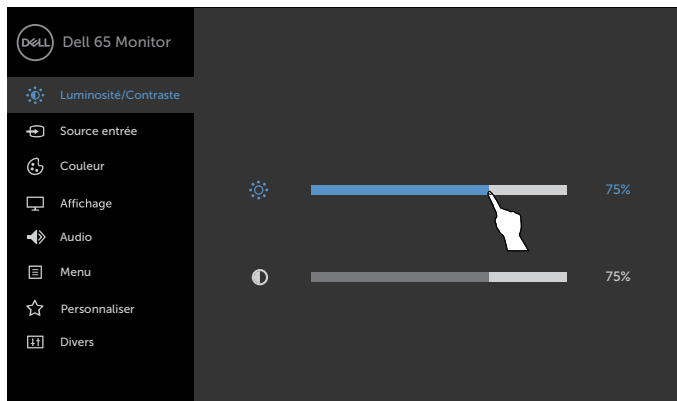 DELL
Dell 65 Monitor
Luminosité/Contraste
Source entrée
Couleur
75%
Affichage
Audio
Menu
75%
Personnaliser
Divers